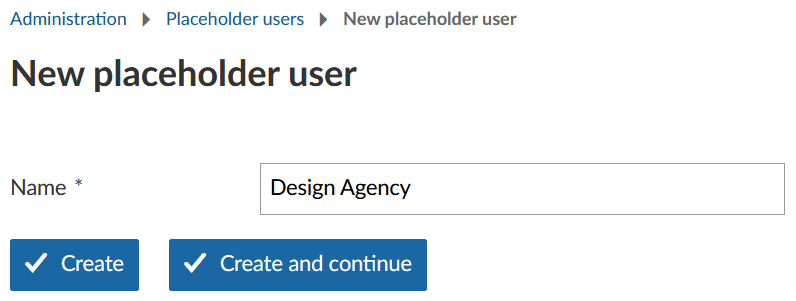 Administration Placeholder users New placeholder user
New placeholder user
Name * Design Agency
Create Create and continue